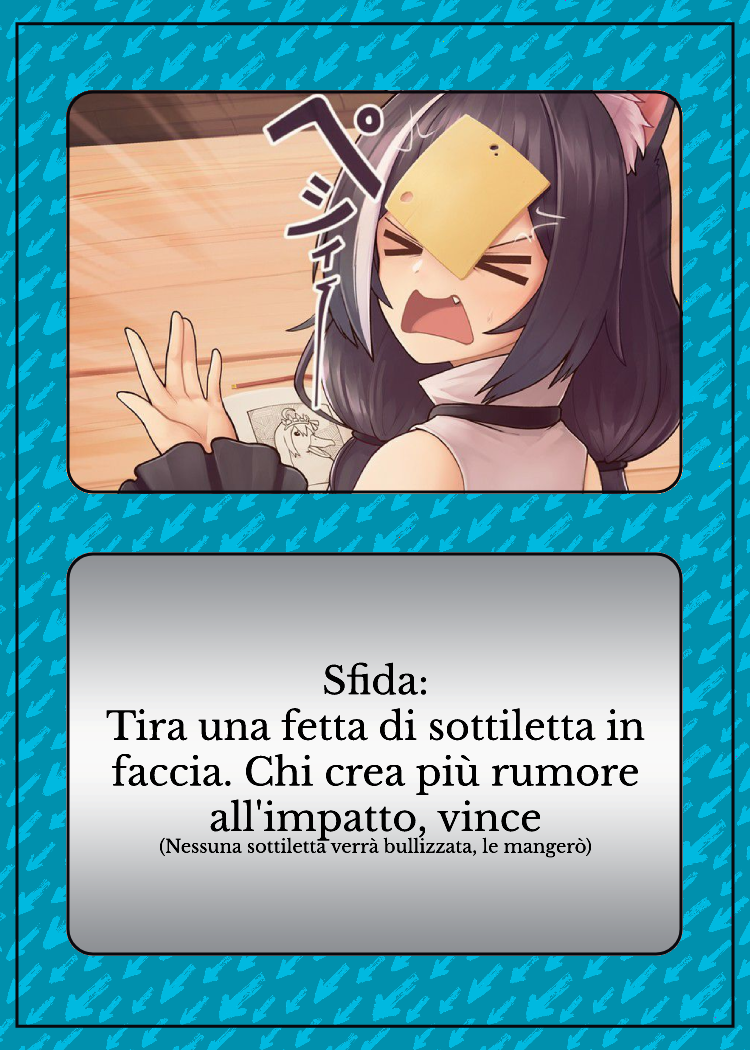 ペシィー
Sfida:
Tira una fetta di sottiletta in
faccia. Chi crea più rumore
all'impatto, vince
(Nessuna sottiletta verrà bullizzata, le mangerò)